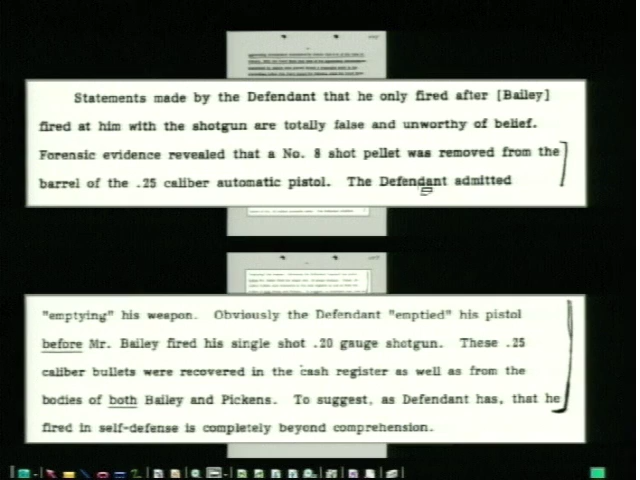 Statements made by the Defendant that he only fired after [Bailey]
fired at him with the shotgun are totally false and unworthy of belief.
Forensic evidence revealed that a No. 8 shot pellet was removed from the
barrel of the .25 caliber automatic pistol. The Defendant admitted
"emptying" his weapon. Obviously the Defendant "emptied" his pistol
before Mr. Bailey fired his single shot .20 gauge shotgun. These .25
caliber bullets were recovered in the cash register as well as from the
bodies of both Bailey and Pickens. To suggest, as Defendant has, that he
fired in self-defense is completely beyond comprehension.